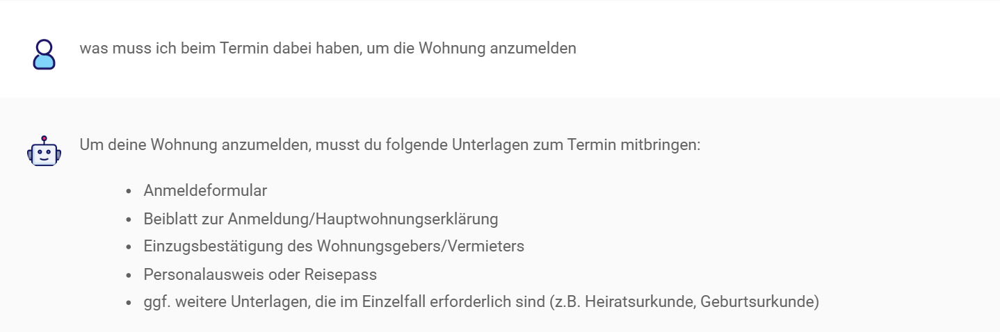 was muss ich beim Termin dabei haben, um die Wohnung anzumelden
Um deine Wohnung anzumelden, musst du folgende Unterlagen zum Termin mitbringen:
• Anmeldeformular
• Beiblatt zur Anmeldung/Hauptwohnungserklärung
• Einzugsbestätigung des Wohnungsgebers/Vermieters
• Personalausweis oder Reisepass
• ggf. weitere Unterlagen, die im Einzelfall erforderlich sind (z.B. Heiratsurkunde, Geburtsurkunde)